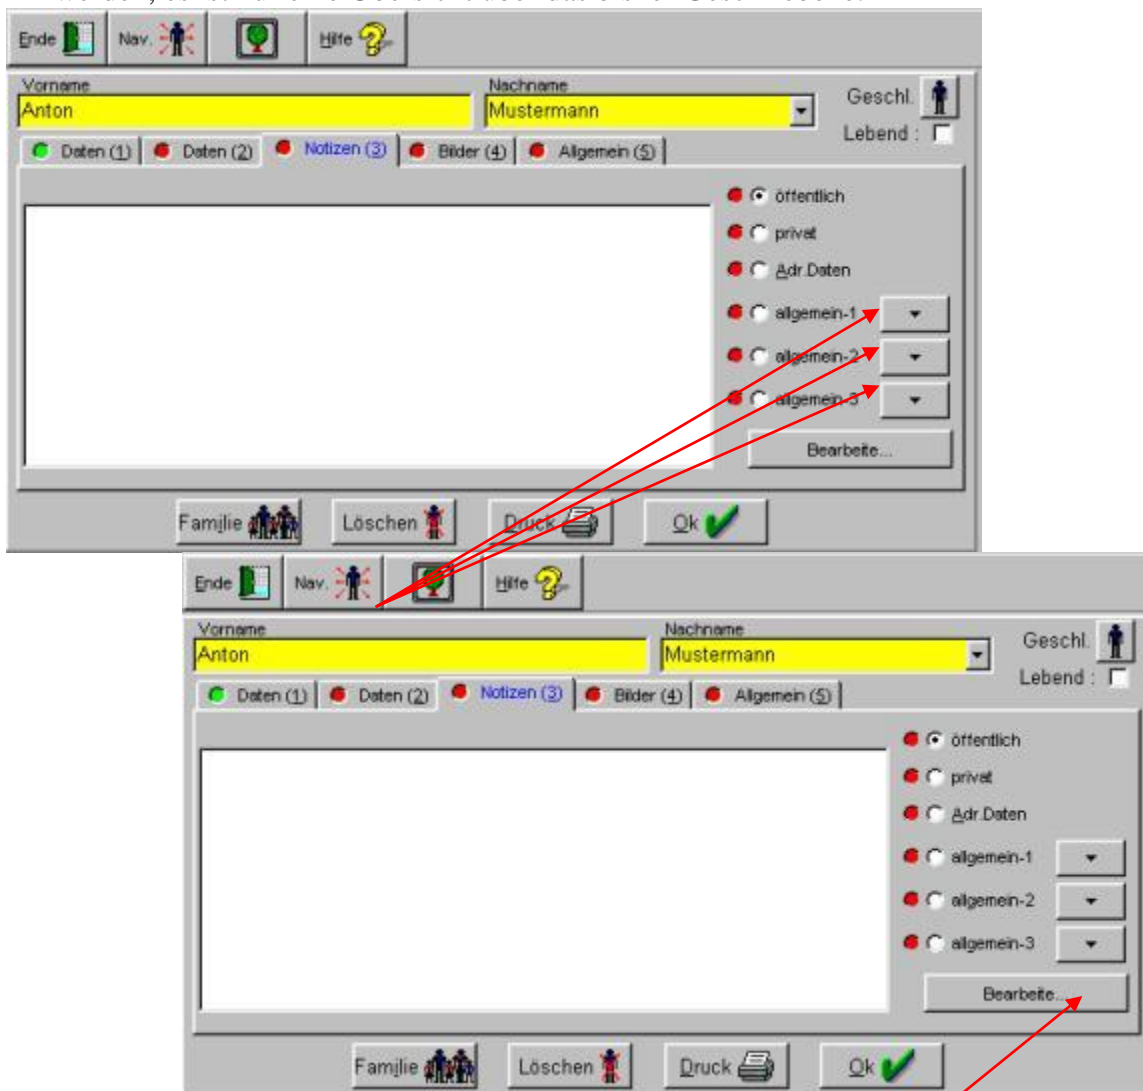 Ende Nav. Hilfe
Vorname Nachname Geschl.
Anton Mustermann
Lebend :
Daten (1) Daten (2) Notizen (3) Bilder (4) Allgemein (5)
öffentlich
privat
Adr.Daten
allgemein-1
allgemein-2
allgemein-3
Bearbeite...
Familie Löschen Druck Ok
Ende Nav. Hilfe
Vorname Nachname Geschl.
Anton Mustermann
Lebend :
Daten (1) Daten (2) Notizen (3) Bilder (4) Allgemein (5)
öffentlich
privat
Adr.Daten
allgemein-1
allgemein-2
allgemein-3
Bearbeite...
Familie Löschen Druck Ok